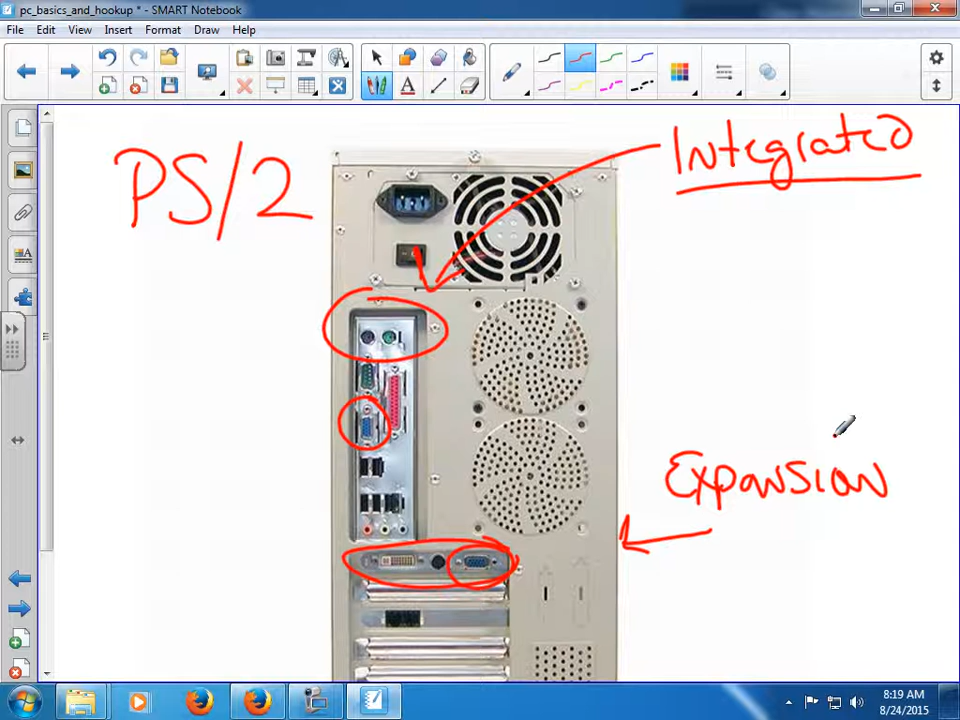 pc_basics_and_hookup * - SMART Notebook
File Edit View Insert Format Draw Help
PS/2
Integrated
Expansion
8:19 AM
8/24/2015